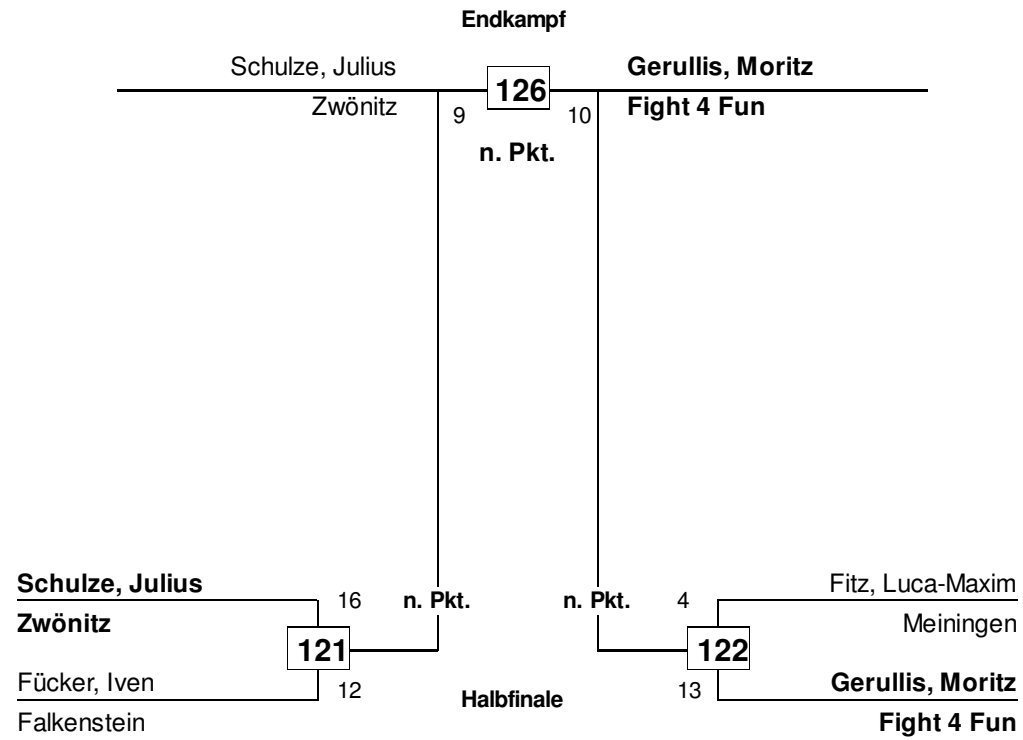 Endkampf
Schulze, Julius 126 Gerullis, Moritz
Zwönitz 9 10 Fight 4 Fun
n. Pkt.
Schulze, Julius 16 n. Pkt. n. Pkt. 4 Fitz, Luca-Maxim
Zwönitz Meiningen
121 122
Fücker, Iven 12 Halbfinale 13 Gerullis, Moritz
Falkenstein Fight 4 Fun